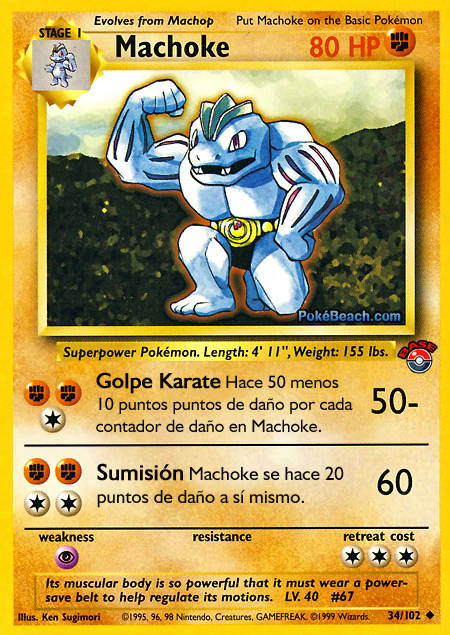 Evolves from Machop Put Machoke on the Basic Pokémon
STAGE 1
Machoke 80 HP
PokéBeach.com
Superpower Pokémon. Length: 4' 11", Weight: 155 lbs.
BASE
Golpe Karate Hace 50 menos
10 puntos puntos de daño por cada
contador de daño en Machoke.
50-
Sumisión Machoke se hace 20
puntos de daño a sí mismo.
60
weakness resistance retreat cost
Its muscular body is so powerful that it must wear a power-
save belt to help regulate its motions. LV. 40 #67
Illus. Ken Sugimori ©1995, 96, 98 Nintendo, Creatures, GAMEFREAK. ©1999 Wizards. 34/102